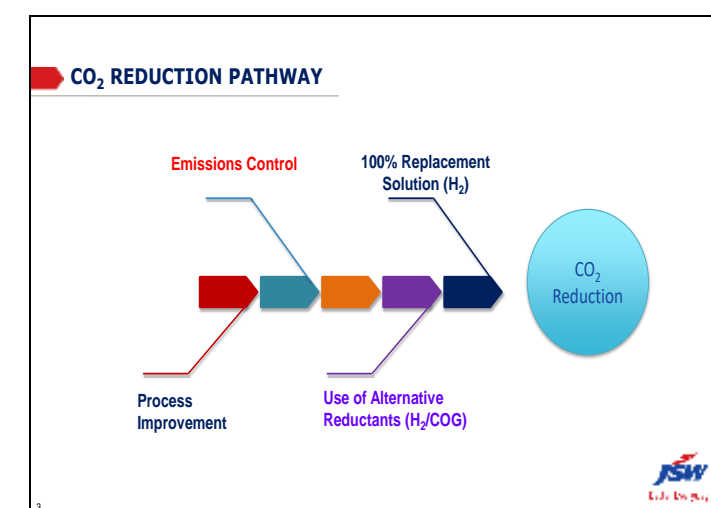 CO₂ REDUCTION PATHWAY
Emissions Control
100% Replacement
Solution (H₂)
CO₂
Reduction
Process
Improvement
Use of Alternative
Reductants (H₂/COG)
JSW
3